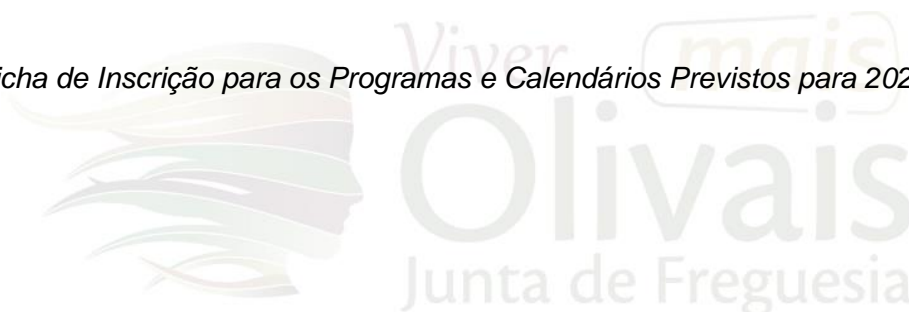 Viver mais
icha de Inscrição para os Programas e Calendários Previstos para 202
Olivais
Junta de Freguesia